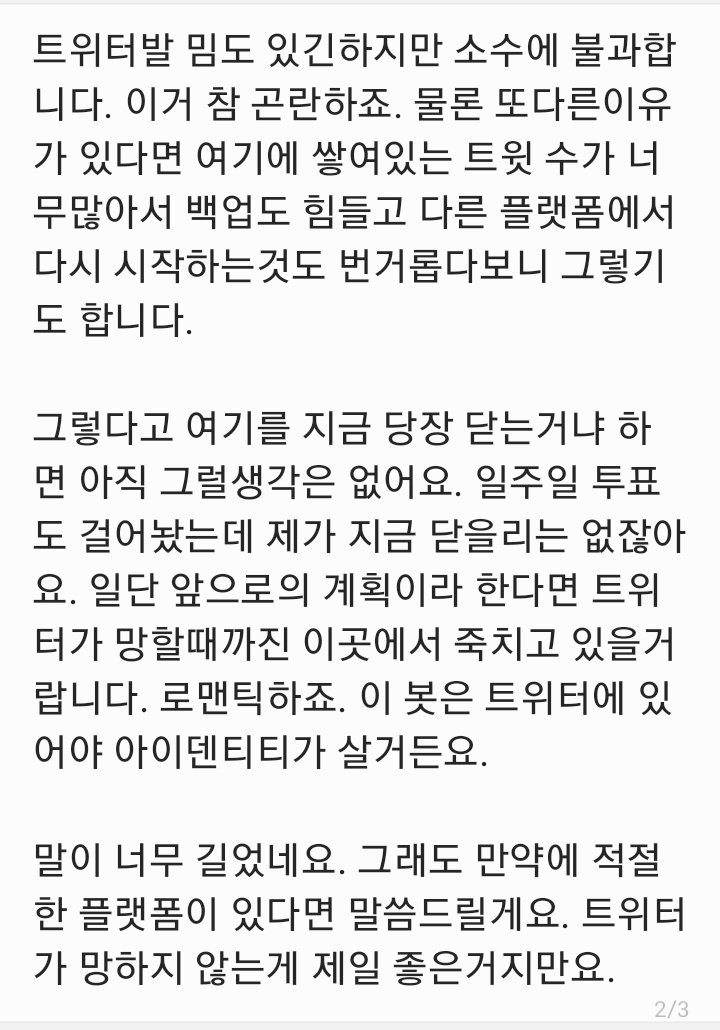 트위터발 밈도 있긴하지만 소수에 불과합
니다. 이거 참 곤란하죠. 물론 또다른이유
가 있다면 여기에 쌓여있는 트윗 수가 너
무많아서 백업도 힘들고 다른 플랫폼에서
다시 시작하는것도 번거롭다보니 그렇기
도 합니다.
그렇다고 여기를 지금 당장 닫는거냐 하
면 아직 그럴생각은 없어요. 일주일 투표
도 걸어놨는데 제가 지금 닫을리는 없잖아
요. 일단 앞으로의 계획이라 한다면 트위
터가 망할때까진 이곳에서 죽치고 있을거
랍니다. 로맨틱하죠. 이 봇은 트위터에 있
어야 아이덴티티가 살거든요.
말이 너무 길었네요. 그래도 만약에 적절
한 플랫폼이 있다면 말씀드릴게요. 트위터
가 망하지 않는게 제일 좋은거지만요.
2/3